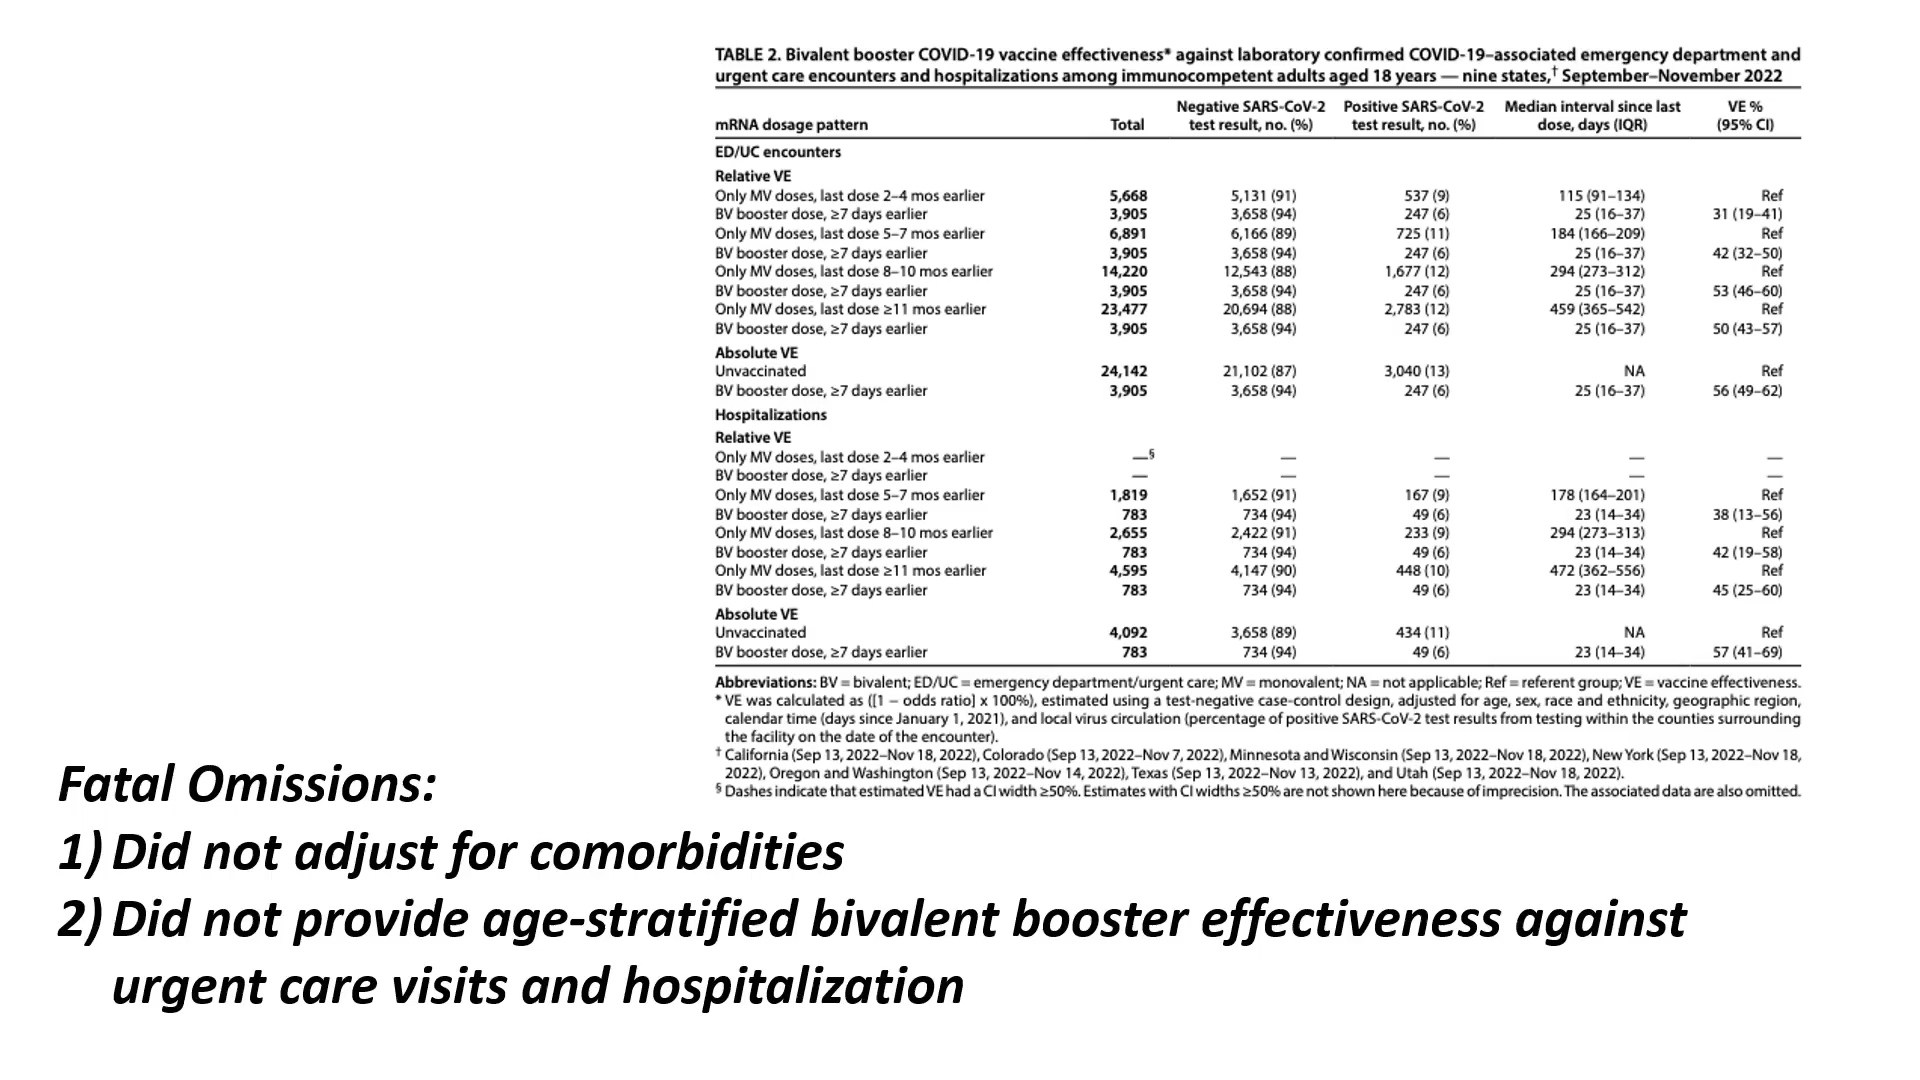 TABLE 2. Bivalent booster COVID-19 vaccine effectiveness* against laboratory confirmed COVID-19–associated emergency department and
urgent care encounters and hospitalizations among immunocompetent adults aged 18 years — nine states,† September–November 2022
mRNA dosage pattern Total Negative SARS-CoV-2 test result, no. (%) Positive SARS-CoV-2 test result, no. (%) Median interval since last dose, days (IQR) VE % (95% CI)
ED/UC encounters
Relative VE
Only MV doses, last dose 2–4 mos earlier 5,668 5,131 (91) 537 (9) 115 (91–134) Ref
BV booster dose, ≥7 days earlier 3,905 3,658 (94) 247 (6) 25 (16–37) 31 (19–41)
Only MV doses, last dose 5–7 mos earlier 6,891 6,166 (89) 725 (11) 184 (166–209) Ref
BV booster dose, ≥7 days earlier 3,905 3,658 (94) 247 (6) 25 (16–37) 42 (32–50)
Only MV doses, last dose 8–10 mos earlier 14,220 12,543 (88) 1,677 (12) 294 (273–312) Ref
BV booster dose, ≥7 days earlier 3,905 3,658 (94) 247 (6) 25 (16–37) 53 (46–60)
Only MV doses, last dose ≥11 mos earlier 23,477 20,694 (88) 2,783 (12) 459 (365–542) Ref
BV booster dose, ≥7 days earlier 3,905 3,658 (94) 247 (6) 25 (16–37) 50 (43–57)
Absolute VE
Unvaccinated 24,142 21,102 (87) 3,040 (13) NA Ref
BV booster dose, ≥7 days earlier 3,905 3,658 (94) 247 (6) 25 (16–37) 56 (49–62)
Hospitalizations
Relative VE
Only MV doses, last dose 2–4 mos earlier —§ — — — —
BV booster dose, ≥7 days earlier — — — — —
Only MV doses, last dose 5–7 mos earlier 1,819 1,652 (91) 167 (9) 178 (164–201) Ref
BV booster dose, ≥7 days earlier 783 734 (94) 49 (6) 23 (14–34) 38 (13–56)
Only MV doses, last dose 8–10 mos earlier 2,655 2,422 (91) 233 (9) 294 (273–313) Ref
BV booster dose, ≥7 days earlier 783 734 (94) 49 (6) 23 (14–34) 42 (19–58)
Only MV doses, last dose ≥11 mos earlier 4,595 4,147 (90) 448 (10) 472 (362–556) Ref
BV booster dose, ≥7 days earlier 783 734 (94) 49 (6) 23 (14–34) 45 (25–60)
Absolute VE
Unvaccinated 4,092 3,658 (89) 434 (11) NA Ref
BV booster dose, ≥7 days earlier 783 734 (94) 49 (6) 23 (14–34) 57 (41–69)
Abbreviations: BV = bivalent; ED/UC = emergency department/urgent care; MV = monovalent; NA = not applicable; Ref = referent group; VE = vaccine effectiveness.
* VE was calculated as ([1 − odds ratio] x 100%), estimated using a test-negative case-control design, adjusted for age, sex, race and ethnicity, geographic region,
calendar time (days since January 1, 2021), and local virus circulation (percentage of positive SARS-CoV-2 test results from testing within the counties surrounding
the facility on the date of the encounter).
† California (Sep 13, 2022–Nov 18, 2022), Colorado (Sep 13, 2022–Nov 7, 2022), Minnesota and Wisconsin (Sep 13, 2022–Nov 18, 2022), New York (Sep 13, 2022–Nov 18,
2022), Oregon and Washington (Sep 13, 2022–Nov 14, 2022), Texas (Sep 13, 2022–Nov 13, 2022), and Utah (Sep 13, 2022–Nov 18, 2022).
§ Dashes indicate that estimated VE had a CI width ≥50%. Estimates with CI widths ≥50% are not shown here because of imprecision. The associated data are also omitted.
Fatal Omissions:
1) Did not adjust for comorbidities
2) Did not provide age-stratified bivalent booster effectiveness against
urgent care visits and hospitalization